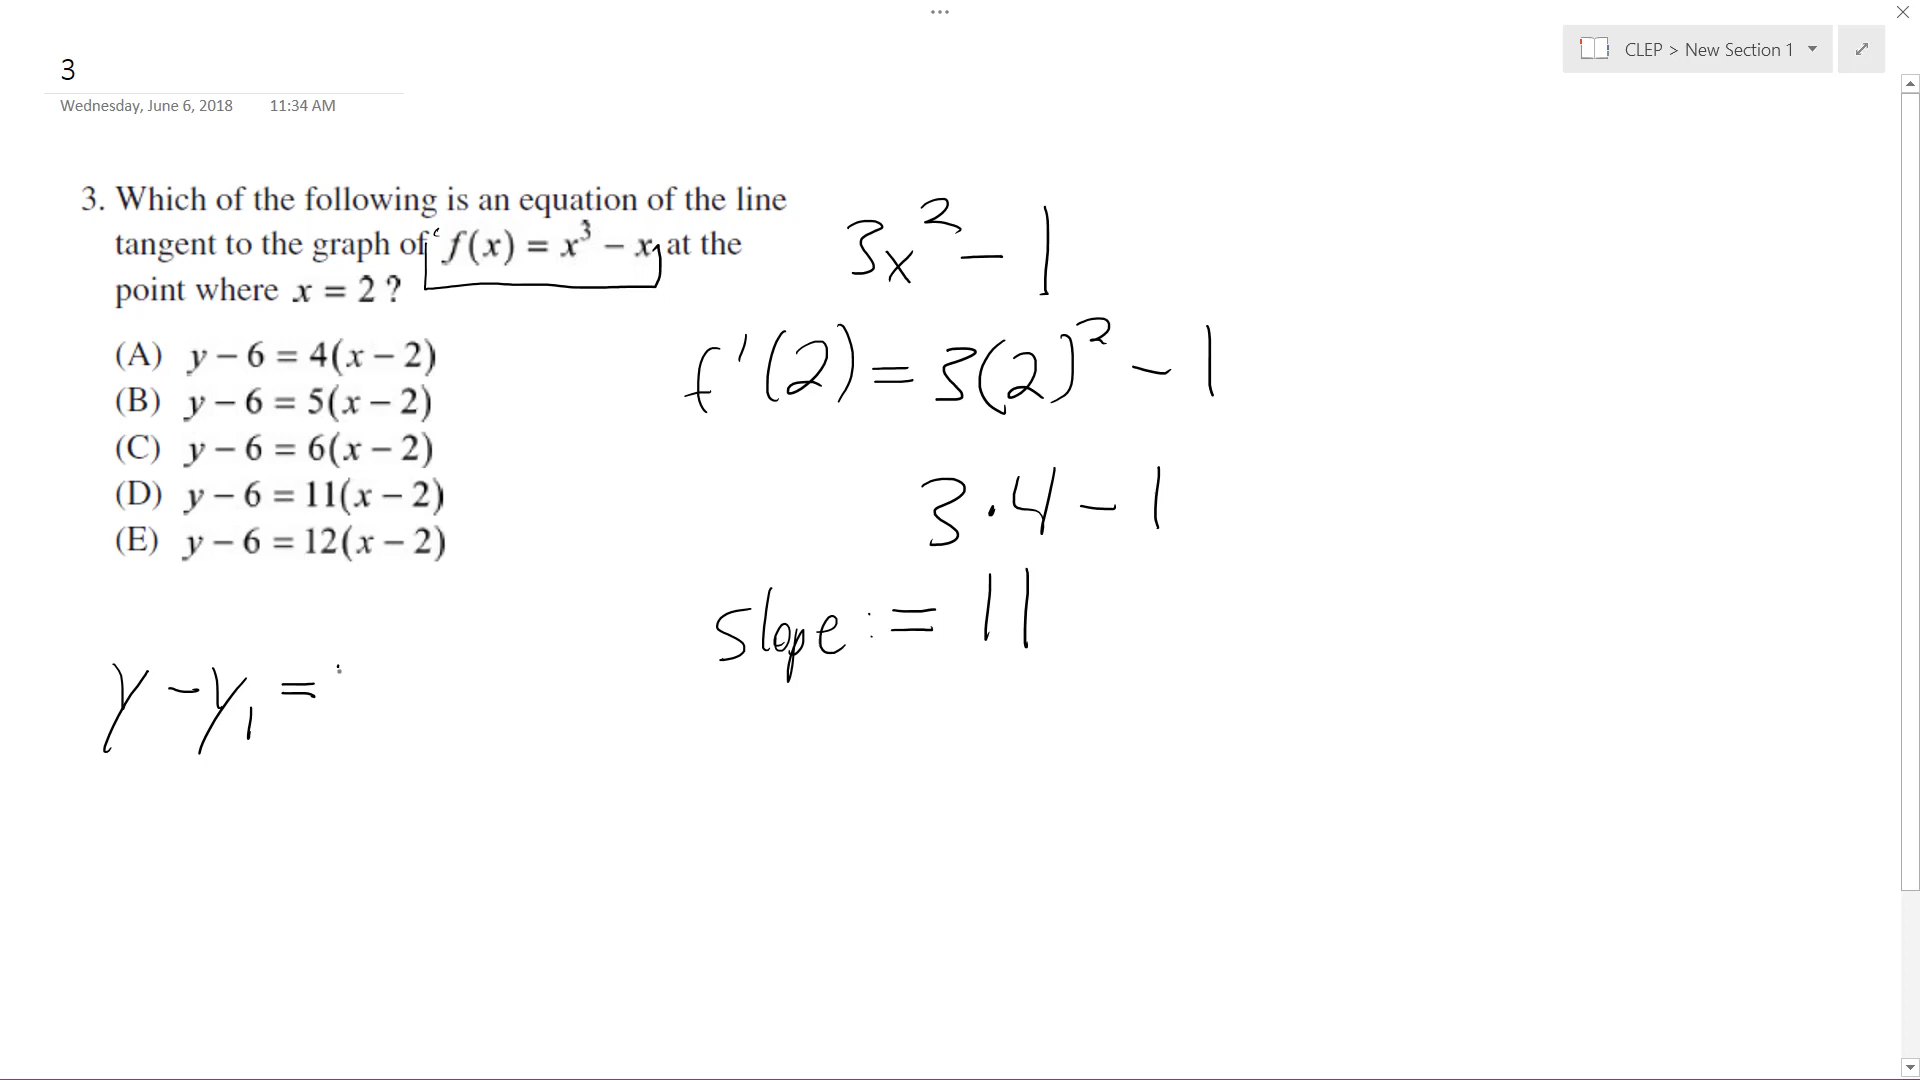 CLEP > New Section 1
3
Wednesday, June 6, 2018 11:34 AM
3. Which of the following is an equation of the line
tangent to the graph of f(x) = x³ − x, at the
point where x = 2 ?
(A) y − 6 = 4(x − 2)
(B) y − 6 = 5(x − 2)
(C) y − 6 = 6(x − 2)
(D) y − 6 = 11(x − 2)
(E) y − 6 = 12(x − 2)
3x² − 1
f'(2) = 3(2)² − 1
3 · 4 − 1
slope: = 11
y − y₁ =